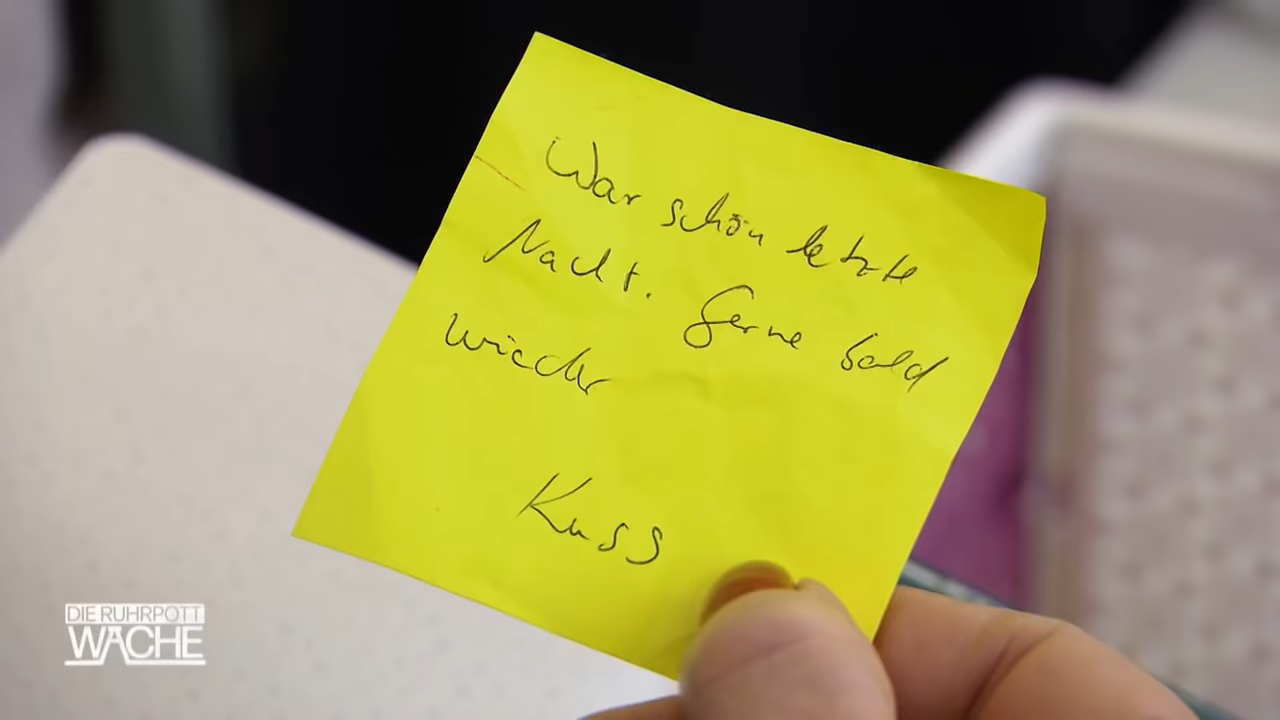 War schön letzte
Nacht. Gerne bald
wieder
Kuss
DIE RUHRPOTT
WACHE